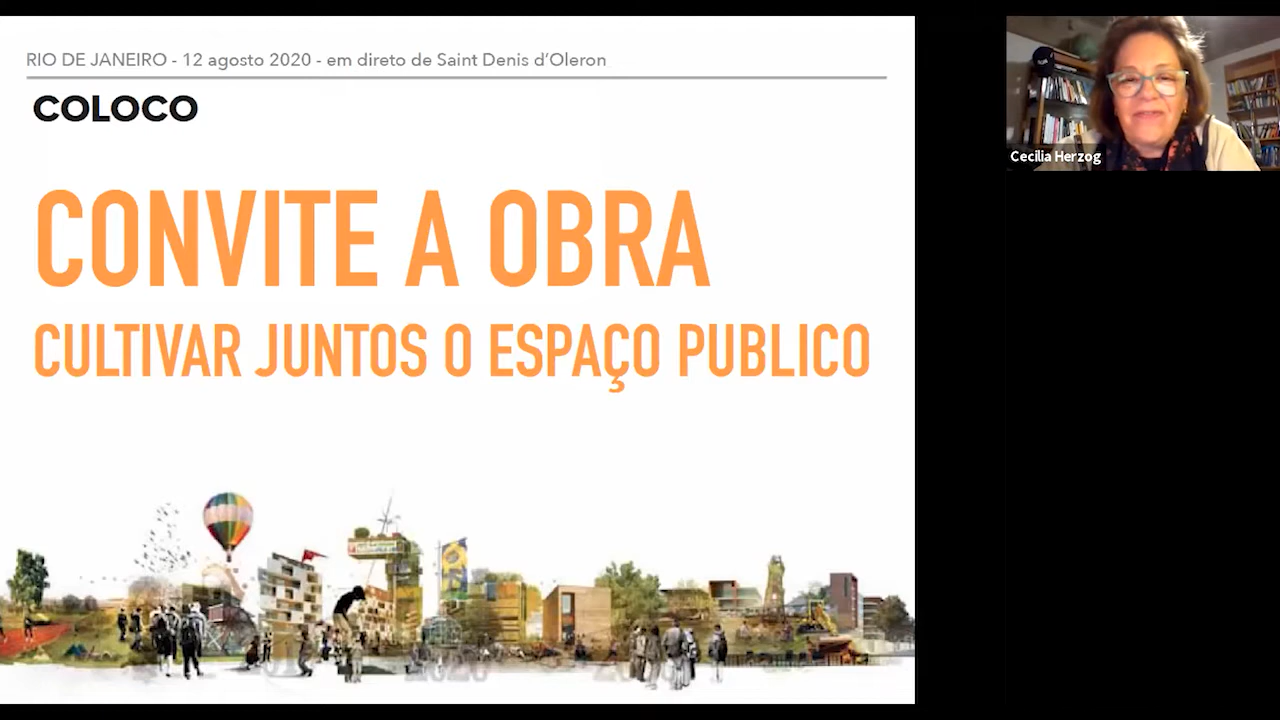 RIO DE JANEIRO - 12 agosto 2020 - em direto de Saint Denis d'Oleron
COLOCO
CONVITE A OBRA
CULTIVAR JUNTOS O ESPAÇO PUBLICO
Cecilia Herzog